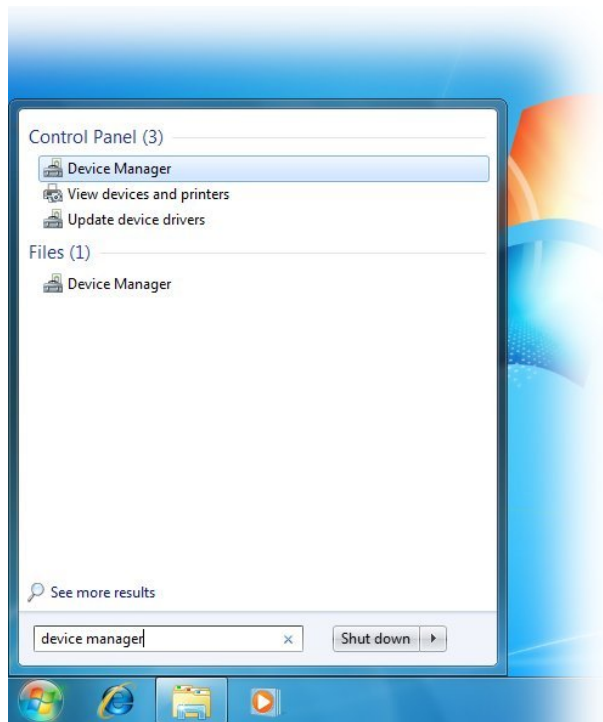 Control Panel (3)
Device Manager
View devices and printers
Update device drivers
Files (1)
Device Manager
See more results
device manager
Shut down